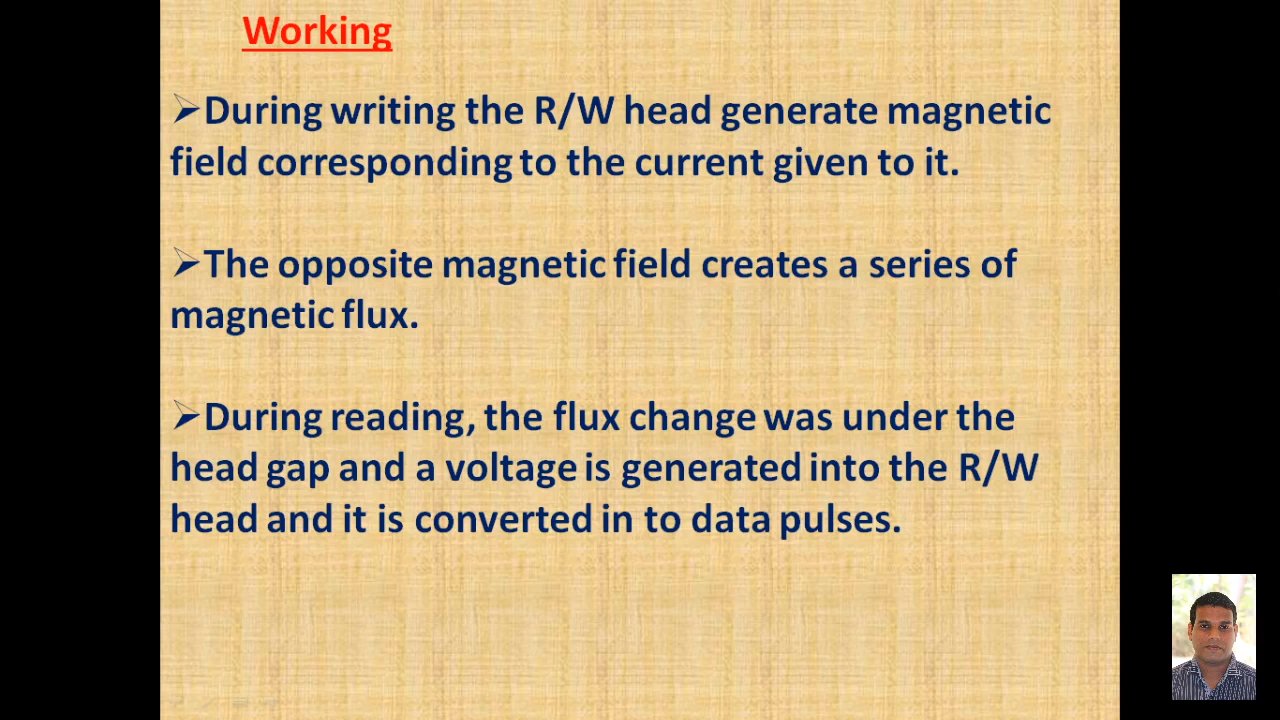 Working
➢During writing the R/W head generate magnetic
field corresponding to the current given to it.
➢The opposite magnetic field creates a series of
magnetic flux.
➢During reading, the flux change was under the
head gap and a voltage is generated into the R/W
head and it is converted in to data pulses.